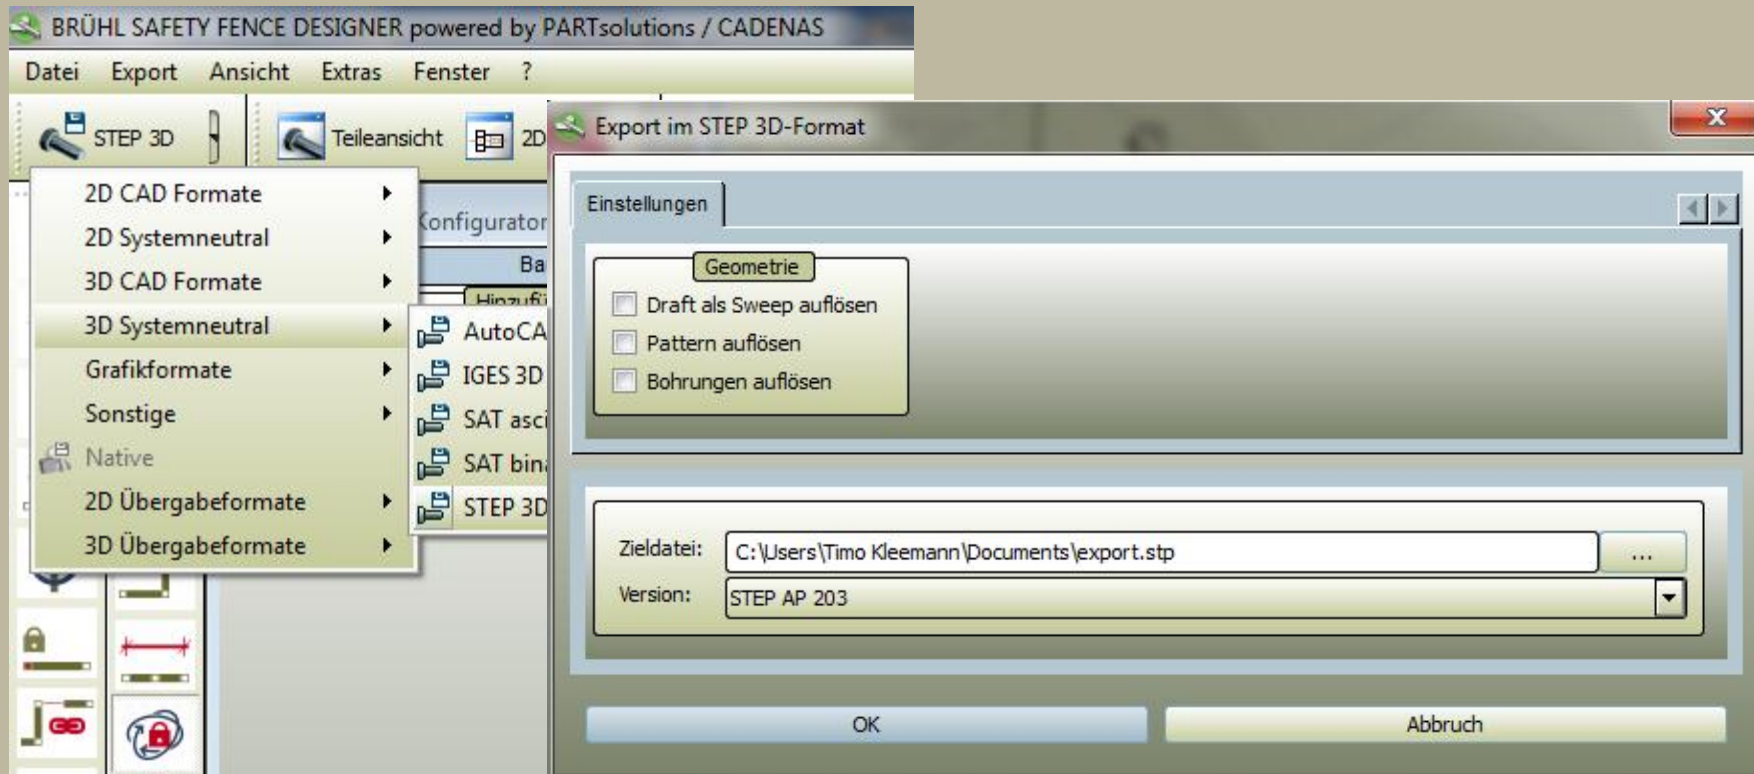 BRÜHL SAFETY FENCE DESIGNER powered by PARTsolutions / CADENAS
Datei Export Ansicht Extras Fenster ?
STEP 3D Teileansicht 2D
2D CAD Formate
2D Systemneutral
3D CAD Formate
3D Systemneutral
Grafikformate
Sonstige
Native
2D Übergabeformate
3D Übergabeformate
Konfigurator
AutoCA
IGES 3D
SAT asci
SAT bina
STEP 3D
Export im STEP 3D-Format
Einstellungen
Geometrie
Draft als Sweep auflösen
Pattern auflösen
Bohrungen auflösen
Zieldatei: C:\Users\Timo Kleemann\Documents\export.stp ...
Version: STEP AP 203
OK Abbruch